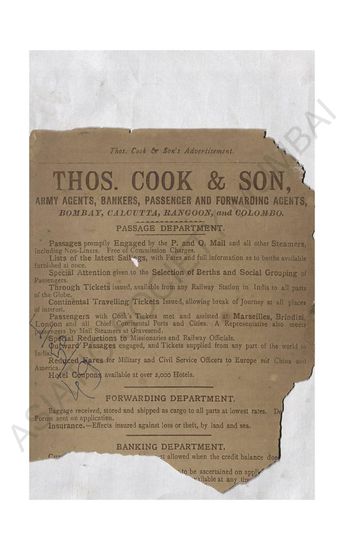 Thos. Cook & Son's Advertisement.
THOS. COOK & SON,
ARMY AGENTS, BANKERS, PASSENGER AND FORWARDING AGENTS,
BOMBAY, CALCUTTA, RANGOON, and COLOMBO.
PASSAGE DEPARTMENT.
Passages promptly Engaged by the P. and O. Mail and all other Steamers,
including Non-Liners. Free of Commission Charges.
Lists of the latest Sailings, with Fares and full information as to berths available
furnished at once.
Special Attention given to the Selection of Berths and Social Grouping of
Passengers.
Through Tickets issued, available from any Railway Station in India to all parts
of the Globe.
Continental Travelling Tickets issued, allowing break of Journey at all places
of interest.
Passengers with Cook's Tickets met and assisted at Marseilles, Brindisi,
London and all Chief Continental Ports and Cities. A Representative also meets
by Mail Steamers at Gravesend.
Special Reductions to Missionaries and Railway Officials.
Outward Passages engaged, and Tickets supplied from any part of the world to
India
Reduced Fares for Military and Civil Service Officers to Europe and China and
America.
Hotel Coupons available at over 2,000 Hotels.
FORWARDING DEPARTMENT.
Baggage received, stored and shipped as cargo to all parts at lowest rates. De
Forms sent on application.
Insurance.—Effects insured against loss or theft, by land and sea.
BANKING DEPARTMENT.
allowed when the credit balance does
to be ascertained on appl
available at any